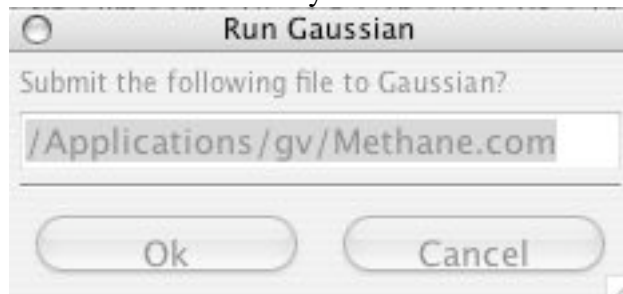 Run Gaussian
Submit the following file to Gaussian?
/Applications/gv/Methane.com
Ok
Cancel